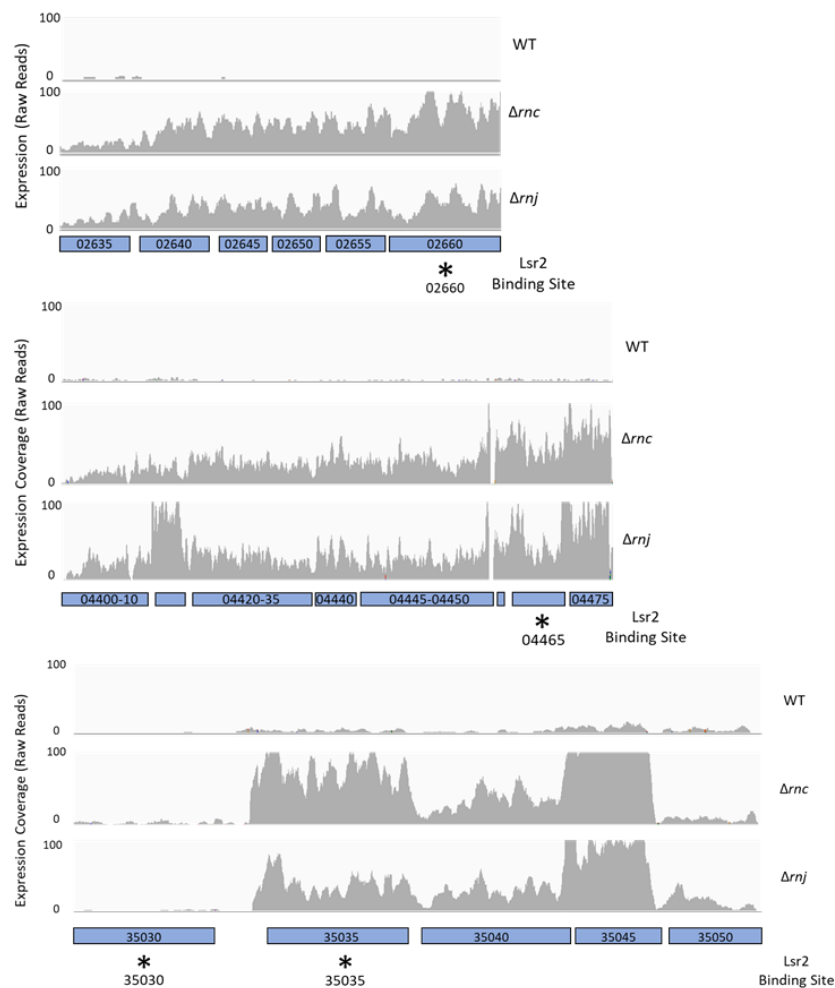 100
0
WT
Expression (Raw Reads)
100
0
Δrnc
100
0
Δrnj
02635 02640 02645 02650 02655 02660
*
02660
Lsr2
Binding Site
100
0
WT
Expression Coverage (Raw Reads)
100
0
Δrnc
100
0
Δrnj
04400-10 04420-35 04440 04445-04450 04475
*
04465
Lsr2
Binding Site
100
0
WT
Expression Coverage (Raw Reads)
100
0
Δrnc
100
0
Δrnj
35030 35035 35040 35045 35050
* *
35030 35035
Lsr2
Binding Site